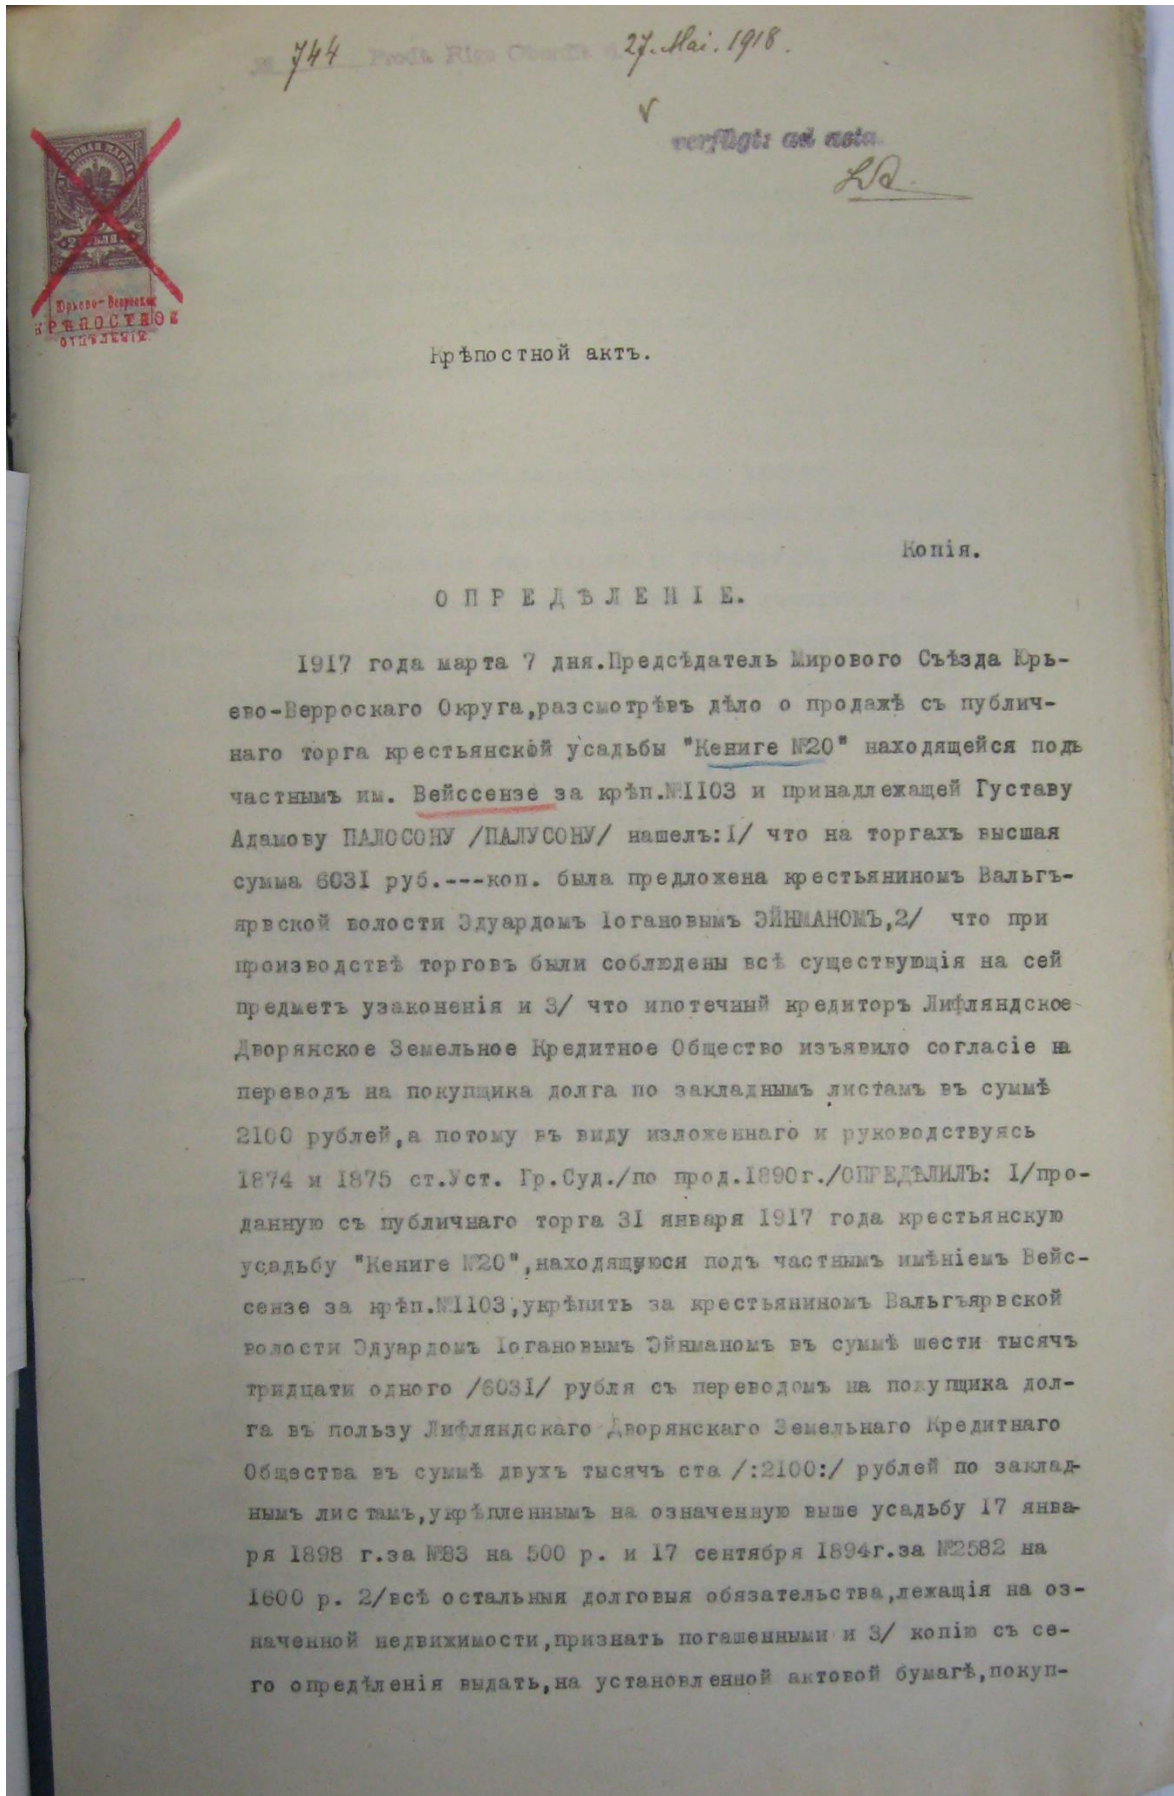 744 27. Mai. 1918.
verfügt: ad acta
ГЕРБОВАЯ МАРКА
2 РУБЛЯ
Юрьево-Верроское
КРѢПОСТНОЕ
ОТДѢЛЕНІЕ.
Крѣпостной актъ.
Копія.
ОПРЕДѢЛЕНІЕ.
1917 года марта 7 дня.Предсѣдатель Мирового Съѣзда Юрь-
ево-Верроскаго Округа,разсмотрѣвъ дѣло о продажѣ съ публич-
наго торга крестьянской усадьбы "Кениге №20" находящейся подъ
частнымъ им. Вейссензе за крѣп.№1103 и принадлежащей Густаву
Адамову ПАЛОСОНУ /ПАЛУСОНУ/ нашелъ:1/ что на торгахъ высшая
сумма 6031 руб.---коп. была предложена крестьяниномъ Вальгъ-
ярвской волости Эдуардомъ Іогановымъ ЭЙНМАНОМЪ,2/ что при
производствѣ торговъ были соблюдены всѣ существующія на сей
предметъ узаконенія и 3/ что ипотечный кредиторъ Лифляндское
Дворянское Земельное Кредитное Общество изъявило согласіе на
переводъ на покупщика долга по закладнымъ листамъ въ суммѣ
2100 рублей,а потому въ виду изложеннаго и руководствуясь
1874 и 1875 ст.Уст. Гр.Суд./по прод.1890г./ОПРЕДѢЛИЛЪ: 1/про-
данную съ публичнаго торга 31 января 1917 года крестьянскую
усадьбу "Кениге №20",находящуюся подъ частнымъ имѣніемъ Вейс-
сензе за крѣп.№1103,укрѣпить за крестьяниномъ Вальгъярвской
волости Эдуардомъ Іогановымъ Эйнманомъ въ суммѣ шести тысячъ
тридцати одного /6031/ рубля съ переводомъ на покупщика дол-
га въ пользу Лифляндскаго Дворянскаго Земельнаго Кредитнаго
Общества въ суммѣ двухъ тысячъ ста /:2100:/ рублей по заклад-
нымъ листамъ,укрѣпленнымъ на означенную выше усадьбу 17 янва-
ря 1898 г.за №83 на 500 р. и 17 сентября 1894г.за №2582 на
1600 р. 2/всѣ остальныя долговыя обязательства,лежащія на оз-
наченной недвижимости,признать погашенными и 3/ копію съ се-
го опредѣленія выдать,на установленной актовой бумагѣ,покуп-